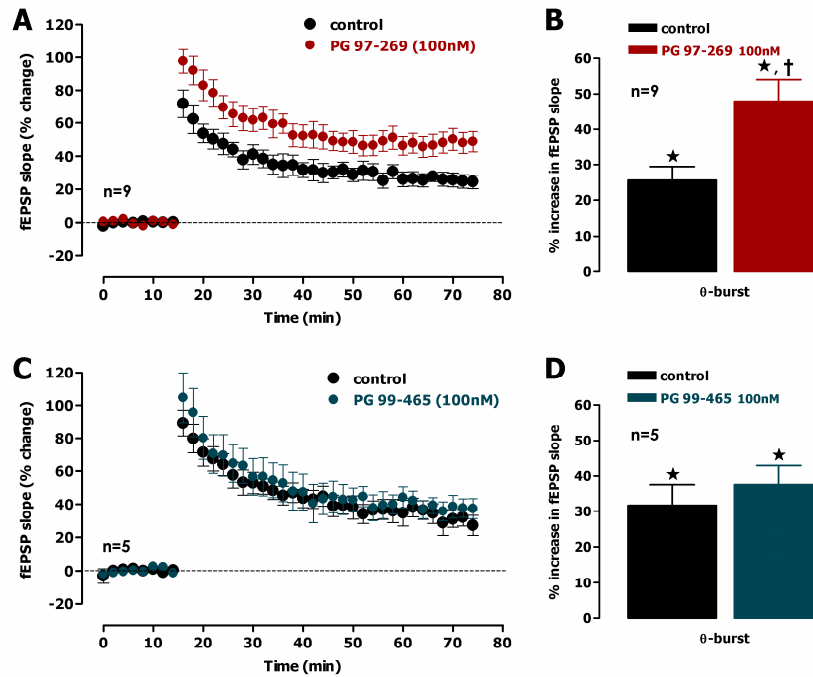 A
control
PG 97-269 (100nM)
fEPSP slope (% change)
120
100
80
60
40
20
0
-20
n=9
0 10 20 30 40 50 60 70 80
Time (min)
B
control
PG 97-269 100nM
% increase in fEPSP slope
60
50
40
30
20
10
0
n=9
★
★, †
θ-burst
C
control
PG 99-465 (100nM)
fEPSP slope (% change)
120
100
80
60
40
20
0
-20
n=5
0 10 20 30 40 50 60 70 80
Time (min)
D
control
PG 99-465 100nM
% increase in fEPSP slope
60
50
40
30
20
10
0
n=5
★
★
θ-burst